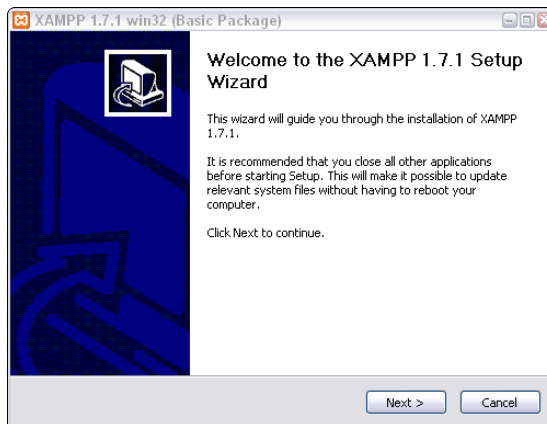 XAMPP 1.7.1 win32 (Basic Package)
Welcome to the XAMPP 1.7.1 Setup
Wizard
This wizard will guide you through the installation of XAMPP
1.7.1.
It is recommended that you close all other applications
before starting Setup. This will make it possible to update
relevant system files without having to reboot your
computer.
Click Next to continue.
Next >
Cancel